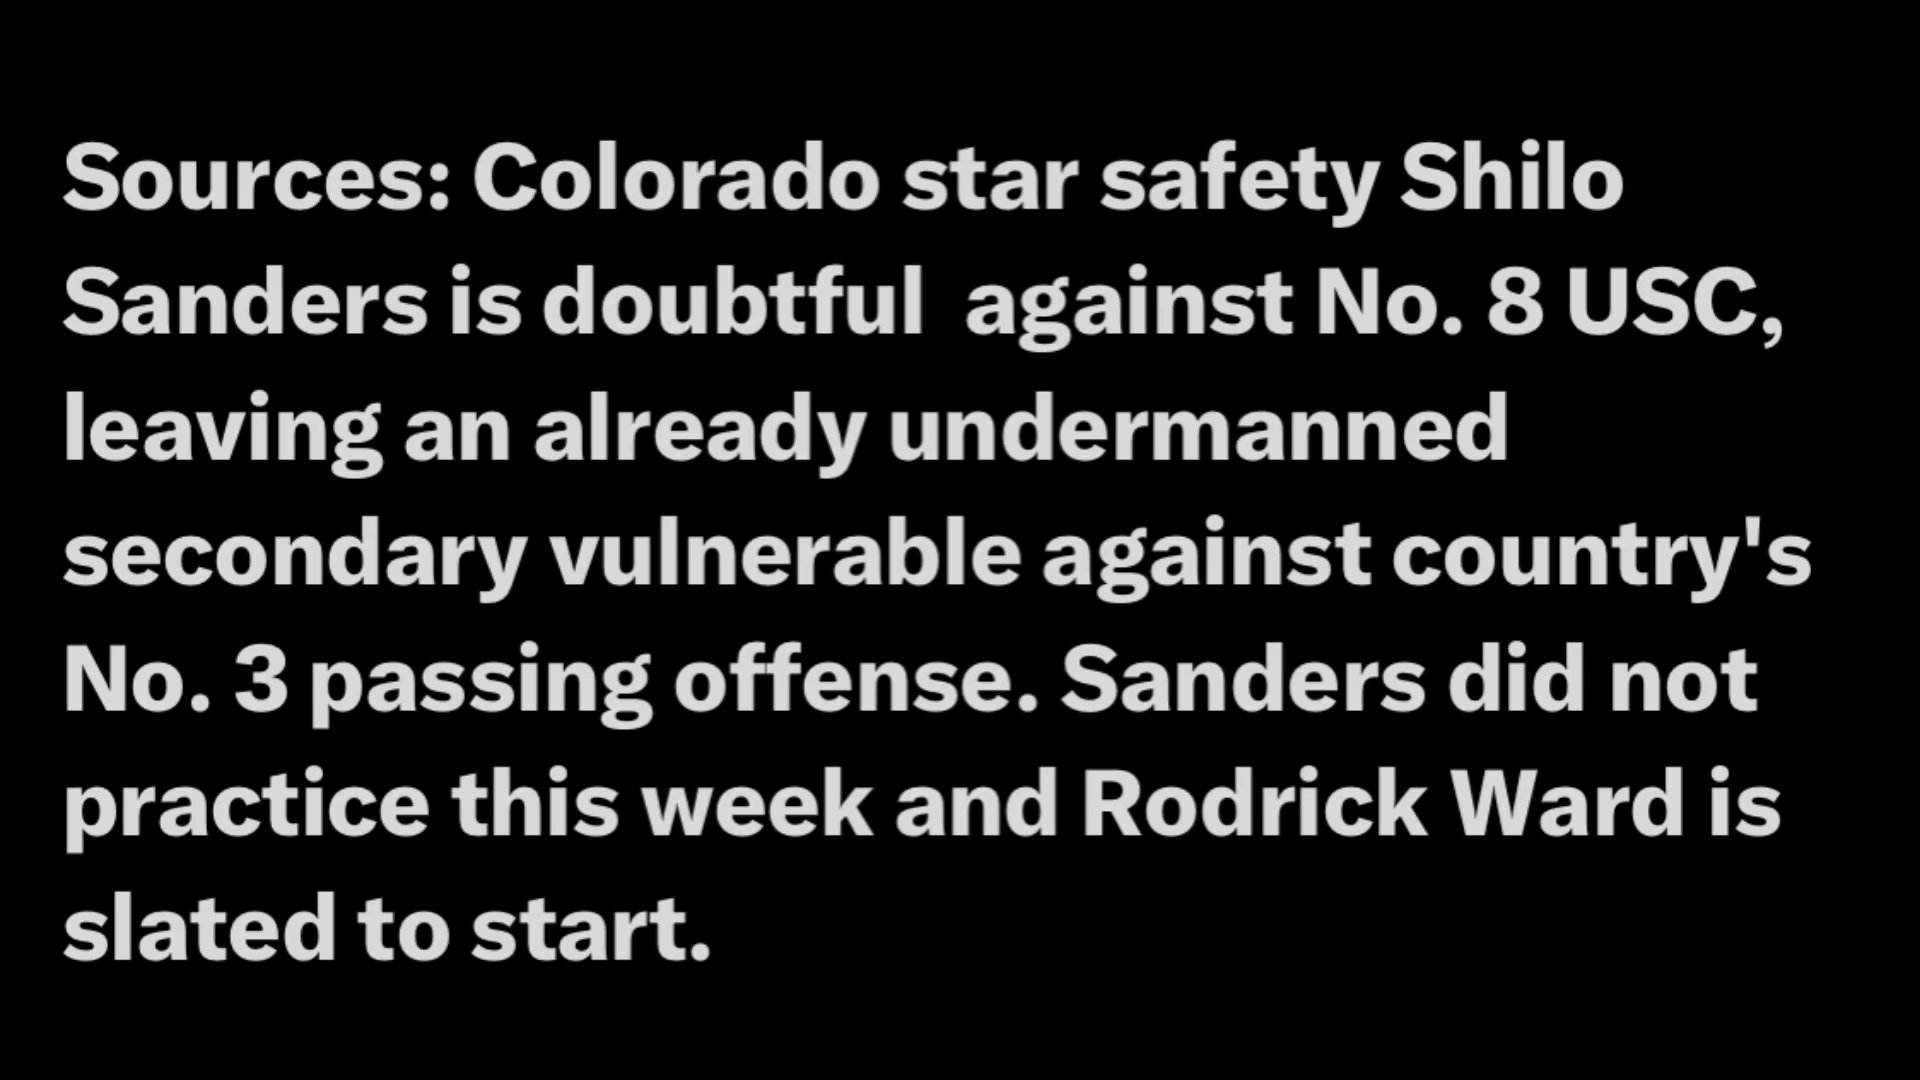 Sources: Colorado star safety Shilo
Sanders is doubtful  against No. 8 USC,
leaving an already undermanned
secondary vulnerable against country's
No. 3 passing offense. Sanders did not
practice this week and Rodrick Ward is
slated to start.